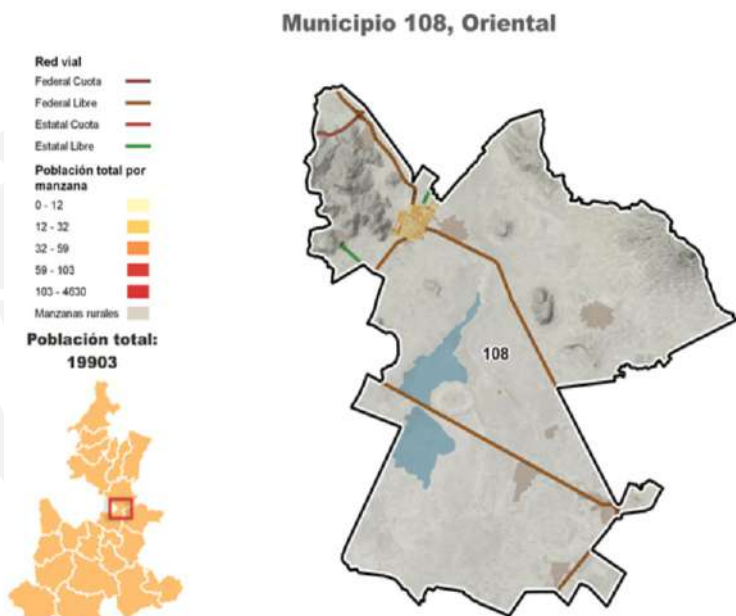 Municipio 108, Oriental
Red vial
Federal Cuota
Federal Libre
Estatal Cuota
Estatal Libre
Población total por
manzana
0 - 12
12 - 32
32 - 59
59 - 103
103 - 4630
Manzanas rurales
Población total:
19903
108